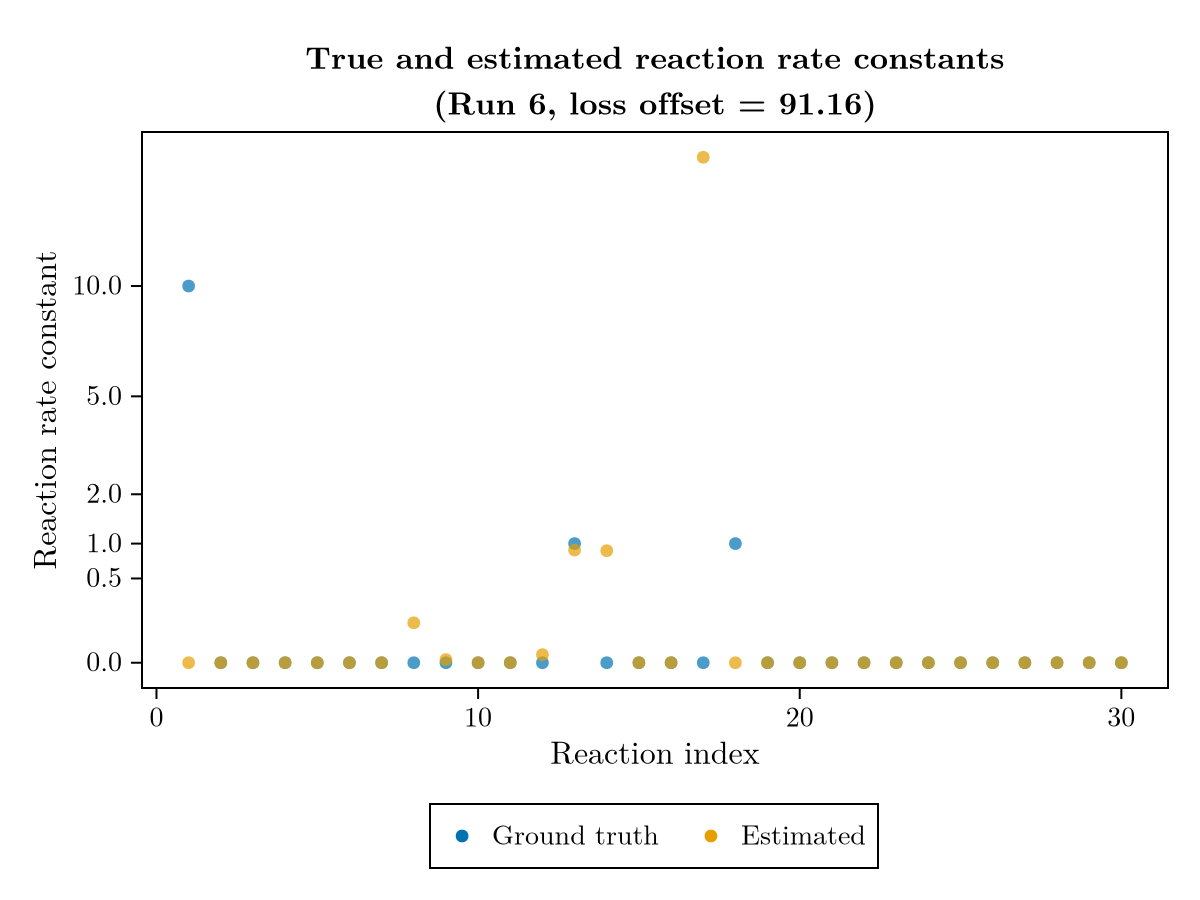 True and estimated reaction rate constants
(Run 6, loss offset = 91.16)
Reaction rate constant
10.0
5.0
2.0
1.0
0.5
0.0
0 10 20 30
Reaction index
Ground truth Estimated